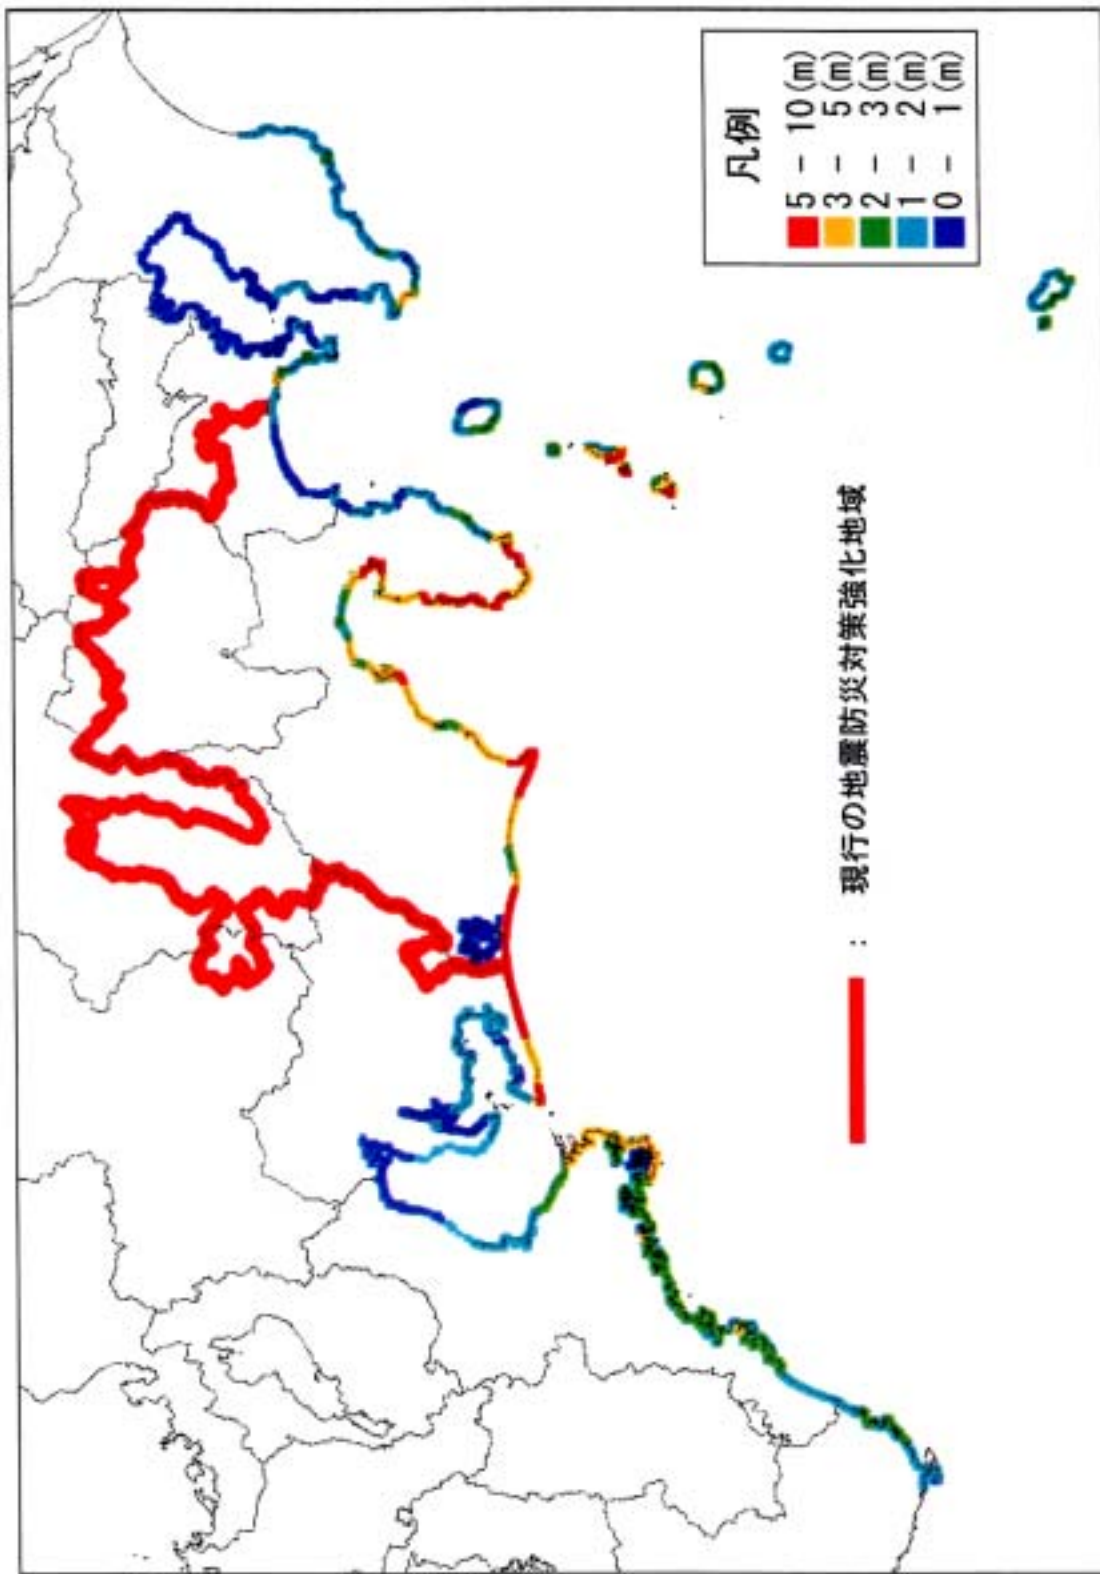 凡例
5 － 10(m)
3 － 5(m)
2 － 3(m)
1 － 2(m)
0 － 1(m)
： 現行の地震防災対策強化地域